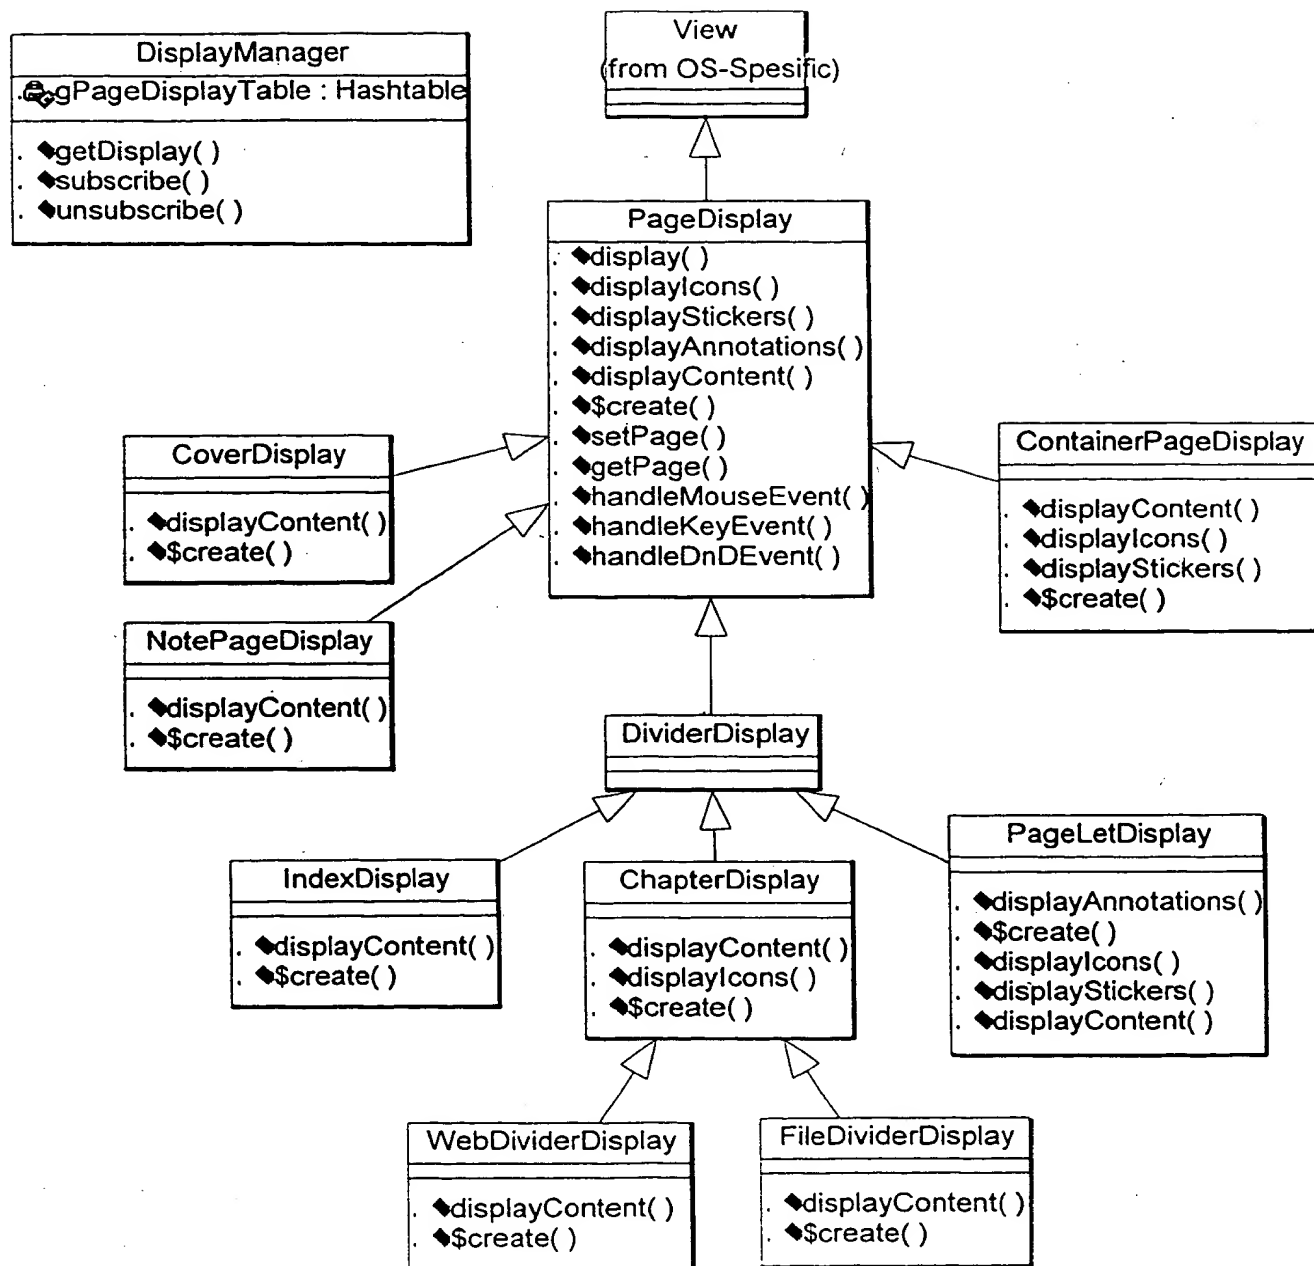 DisplayManager
gPageDisplayTable : Hashtable
getDisplay( )
subscribe( )
unsubscribe( )
View
(from OS-Spesific)
PageDisplay
display( )
displayIcons( )
displayStickers( )
displayAnnotations( )
displayContent( )
$create( )
setPage( )
getPage( )
handleMouseEvent( )
handleKeyEvent( )
handleDnDEvent( )
CoverDisplay
displayContent( )
$create( )
ContainerPageDisplay
displayContent( )
displayIcons( )
displayStickers( )
$create( )
NotePageDisplay
displayContent( )
$create( )
DividerDisplay
IndexDisplay
displayContent( )
$create( )
ChapterDisplay
displayContent( )
displayIcons( )
$create( )
PageLetDisplay
displayAnnotations( )
$create( )
displayIcons( )
displayStickers( )
displayContent( )
WebDividerDisplay
displayContent( )
$create( )
FileDividerDisplay
displayContent( )
$create( )